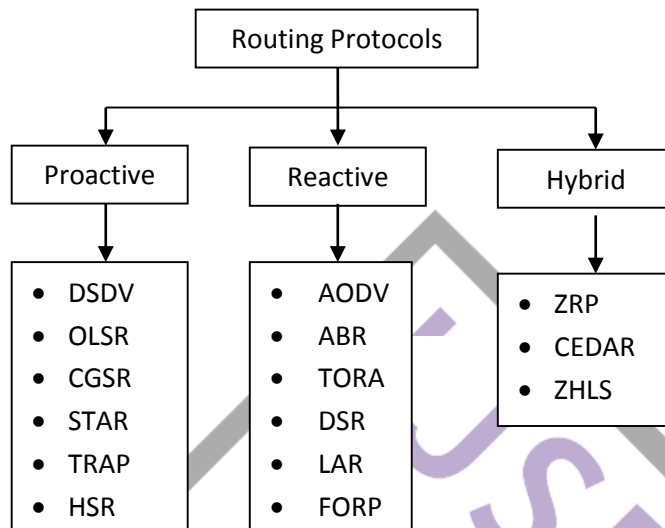 Routing Protocols
Proactive
Reactive
Hybrid
• DSDV
• OLSR
• CGSR
• STAR
• TRAP
• HSR
• AODV
• ABR
• TORA
• DSR
• LAR
• FORP
• ZRP
• CEDAR
• ZHLS